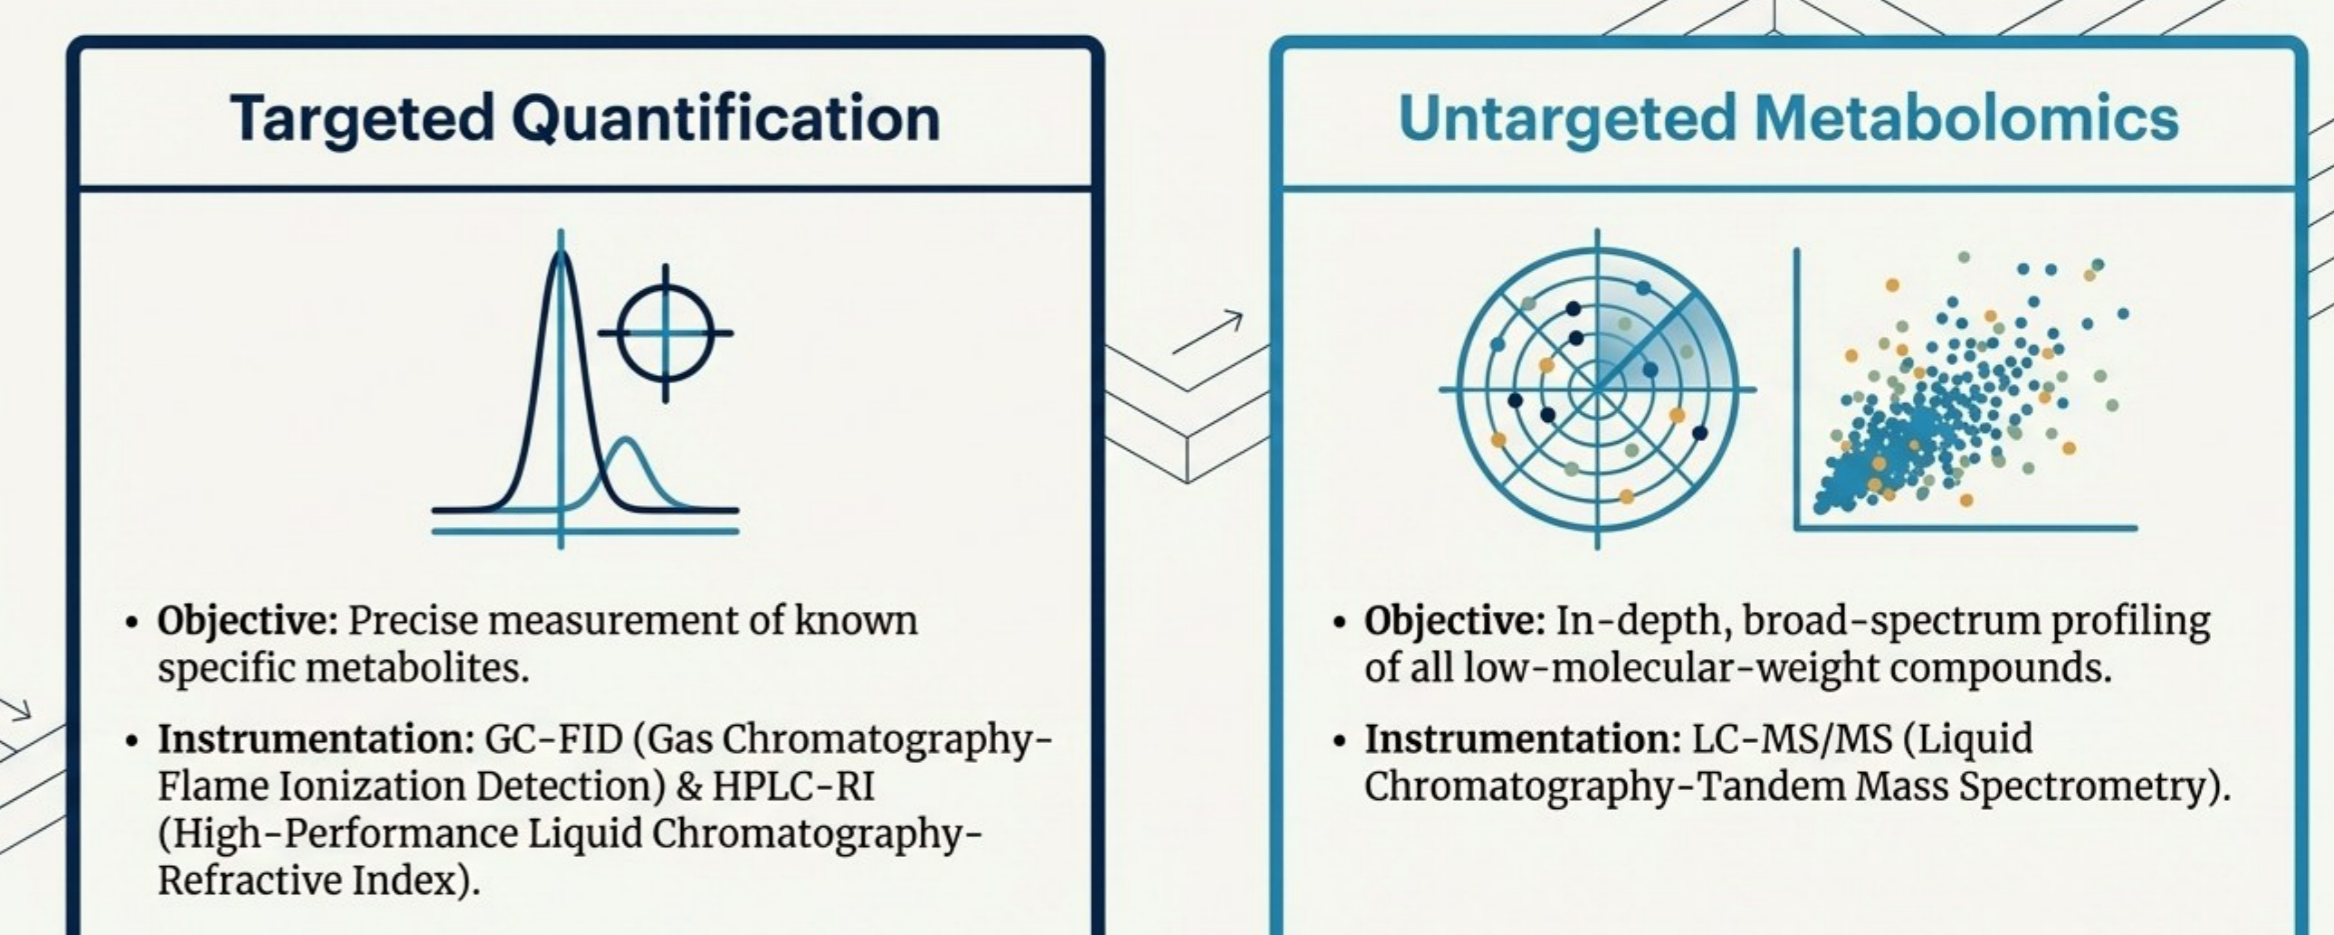 Targeted Quantification
• Objective: Precise measurement of known
specific metabolites.
• Instrumentation: GC-FID (Gas Chromatography-
Flame Ionization Detection) & HPLC-RI
(High-Performance Liquid Chromatography-
Refractive Index).
Untargeted Metabolomics
• Objective: In-depth, broad-spectrum profiling
of all low-molecular-weight compounds.
• Instrumentation: LC-MS/MS (Liquid
Chromatography-Tandem Mass Spectrometry).